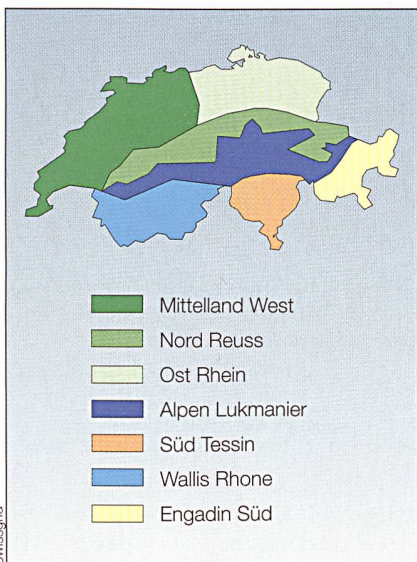 Mittelland West
Nord Reuss
Ost Rhein
Alpen Lukmanier
Süd Tessin
Wallis Rhone
Engadin Süd